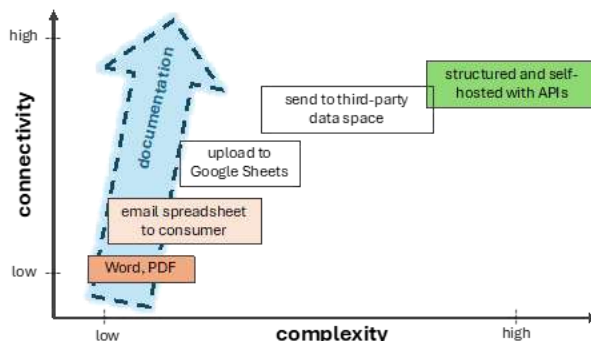 high
connectivity
low
documentation
structured and self-
hosted with APIs
send to third-party
data space
upload to
Google Sheets
email spreadsheet
to consumer
Word, PDF
low
complexity
high